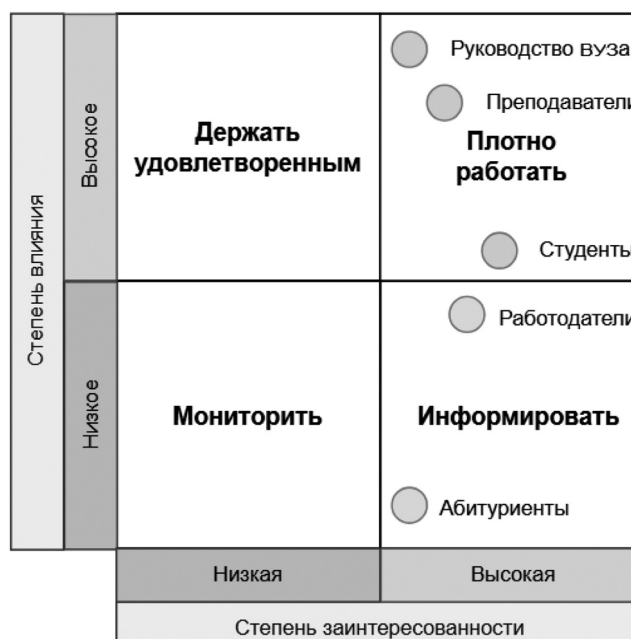 Степень влияния
Высокое
Низкое
Держать
удовлетворенным
Руководство ВУЗа
Преподаватели
Плотно
работать
Студенты
Работодатели
Мониторить
Информировать
Абитуриенты
Низкая
Высокая
Степень заинтересованности